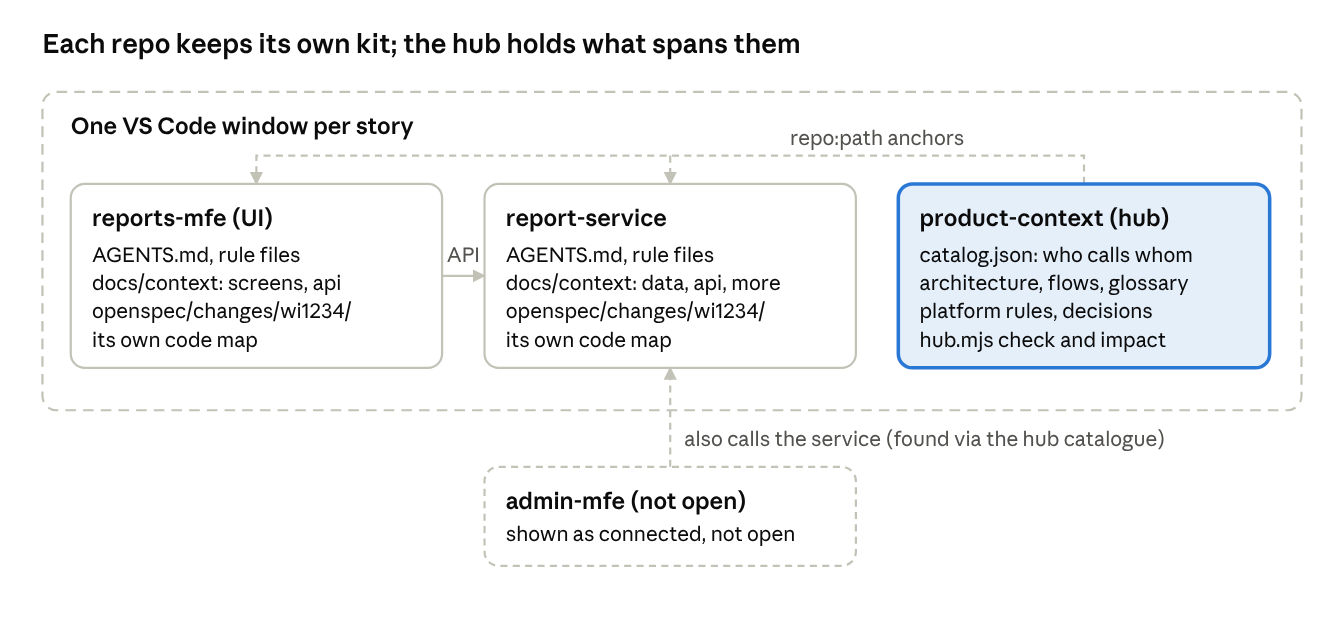 Each repo keeps its own kit; the hub holds what spans them
One VS Code window per story
repo:path anchors
reports-mfe (UI)
AGENTS.md, rule files
docs/context: screens, api
openspec/changes/wi1234/
its own code map
API
report-service
AGENTS.md, rule files
docs/context: data, api, more
openspec/changes/wi1234/
its own code map
product-context (hub)
catalog.json: who calls whom
architecture, flows, glossary
platform rules, decisions
hub.mjs check and impact
also calls the service (found via the hub catalogue)
admin-mfe (not open)
shown as connected, not open